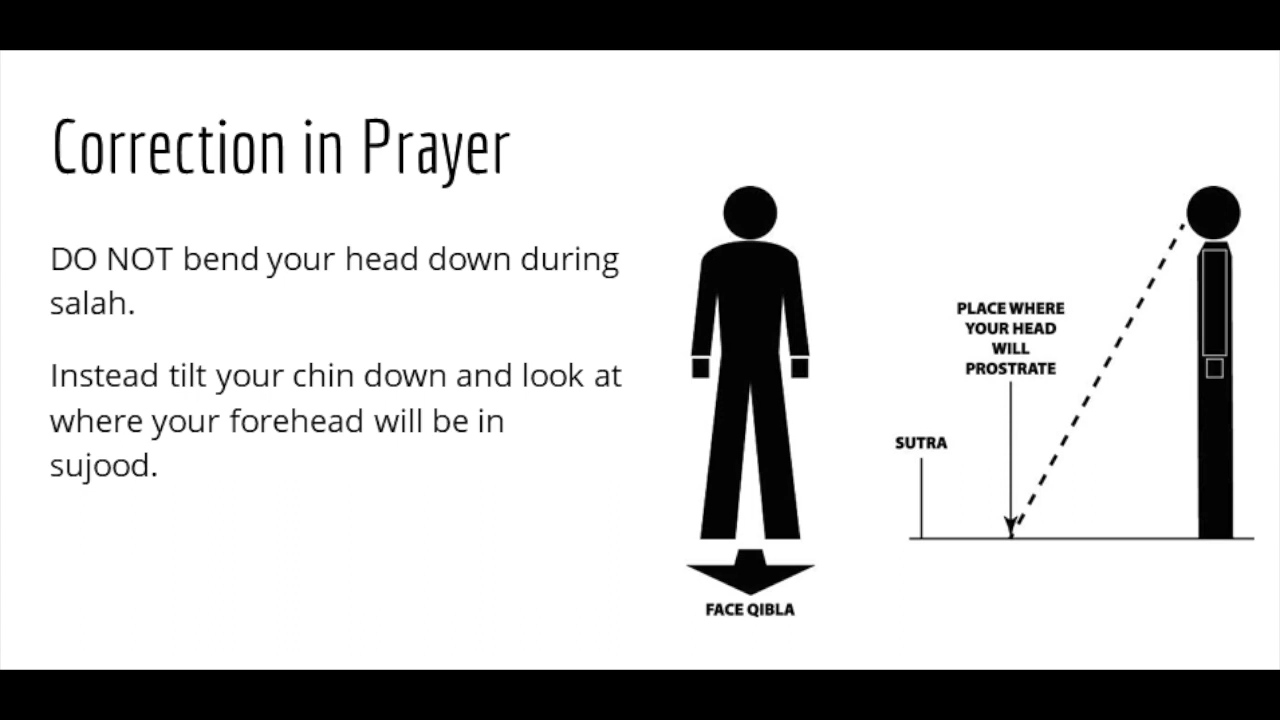 Correction in Prayer
DO NOT bend your head down during
salah.
Instead tilt your chin down and look at
where your forehead will be in
sujood.
FACE QIBLA
PLACE WHERE
YOUR HEAD
WILL
PROSTRATE
SUTRA